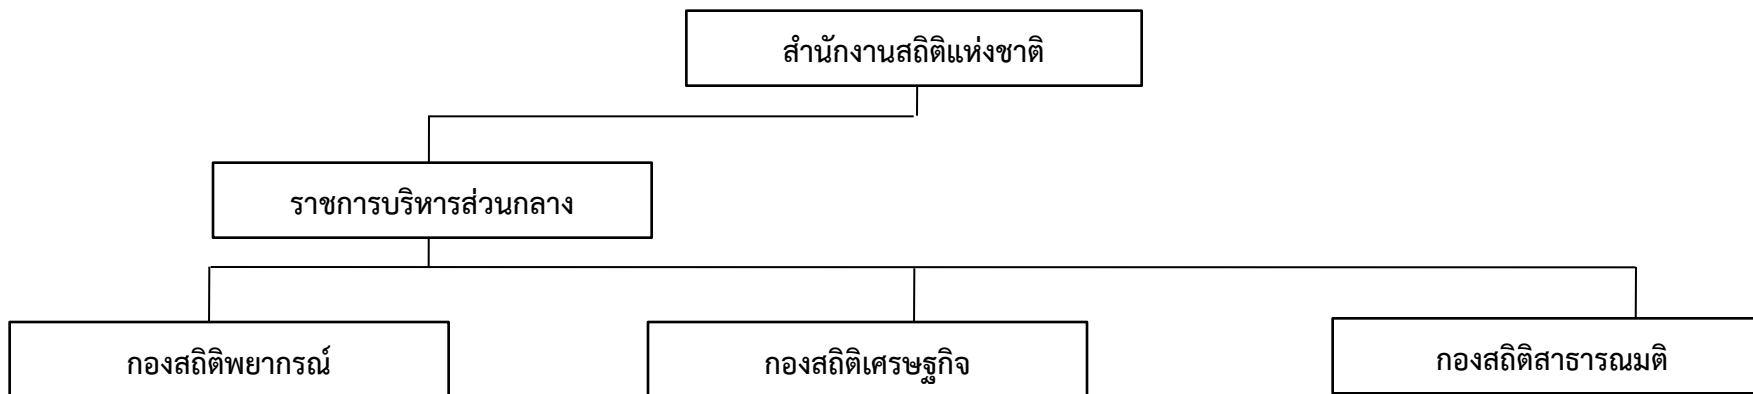 สำนักงานสถิติแห่งชาติ
ราชการบริหารส่วนกลาง
กองสถิติพยากรณ์
กองสถิติเศรษฐกิจ
กองสถิติสาธารณมติ